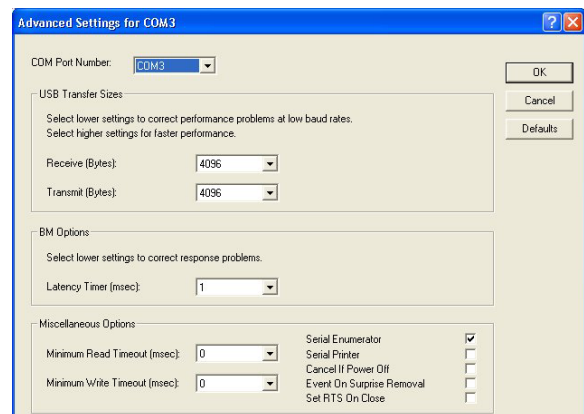 Advanced Settings for COM3
COM Port Number: COM3
OK
Cancel
Defaults
USB Transfer Sizes
Select lower settings to correct performance problems at low baud rates.
Select higher settings for faster performance.
Receive (Bytes): 4096
Transmit (Bytes): 4096
BM Options
Select lower settings to correct response problems.
Latency Timer (msec): 1
Miscellaneous Options
Minimum Read Timeout (msec): 0
Minimum Write Timeout (msec): 0
Serial Enumerator
Serial Printer
Cancel If Power Off
Event On Surprise Removal
Set RTS On Close